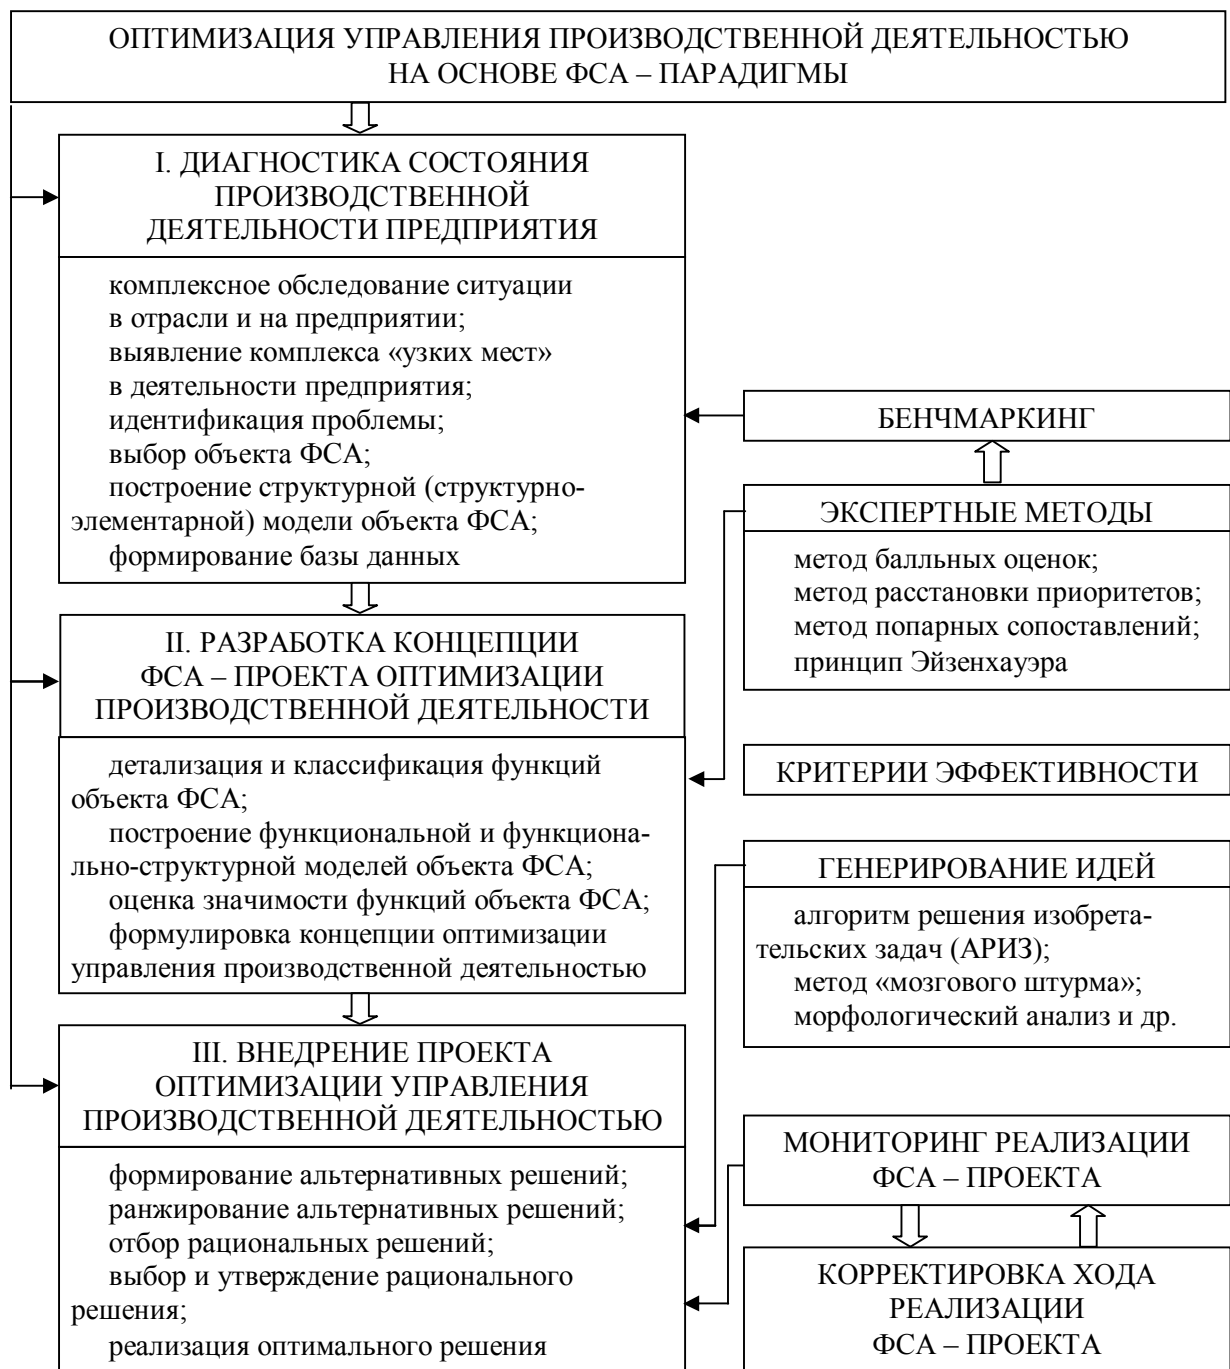 ОПТИМИЗАЦИЯ УПРАВЛЕНИЯ ПРОИЗВОДСТВЕННОЙ ДЕЯТЕЛЬНОСТЬЮ
НА ОСНОВЕ ФСА – ПАРАДИГМЫ
I. ДИАГНОСТИКА СОСТОЯНИЯ
ПРОИЗВОДСТВЕННОЙ
ДЕЯТЕЛЬНОСТИ ПРЕДПРИЯТИЯ
комплексное обследование ситуации
в отрасли и на предприятии;
выявление комплекса «узких мест»
в деятельности предприятия;
идентификация проблемы;
выбор объекта ФСА;
построение структурной (структурно-
элементарной) модели объекта ФСА;
формирование базы данных
БЕНЧМАРКИНГ
ЭКСПЕРТНЫЕ МЕТОДЫ
метод балльных оценок;
метод расстановки приоритетов;
метод попарных сопоставлений;
принцип Эйзенхауэра
II. РАЗРАБОТКА КОНЦЕПЦИИ
ФСА – ПРОЕКТА ОПТИМИЗАЦИИ
ПРОИЗВОДСТВЕННОЙ ДЕЯТЕЛЬНОСТИ
детализация и классификация функций
объекта ФСА;
построение функциональной и функциона-
льно-структурной моделей объекта ФСА;
оценка значимости функций объекта ФСА;
формулировка концепции оптимизации
управления производственной деятельностью
КРИТЕРИИ ЭФФЕКТИВНОСТИ
ГЕНЕРИРОВАНИЕ ИДЕЙ
алгоритм решения изобрета-
тельских задач (АРИЗ);
метод «мозгового штурма»;
морфологический анализ и др.
III. ВНЕДРЕНИЕ ПРОЕКТА
ОПТИМИЗАЦИИ УПРАВЛЕНИЯ
ПРОИЗВОДСТВЕННОЙ ДЕЯТЕЛЬНОСТЬЮ
формирование альтернативных решений;
ранжирование альтернативных решений;
отбор рациональных решений;
выбор и утверждение рационального
решения;
реализация оптимального решения
МОНИТОРИНГ РЕАЛИЗАЦИИ
ФСА – ПРОЕКТА
КОРРЕКТИРОВКА ХОДА
РЕАЛИЗАЦИИ
ФСА – ПРОЕКТА